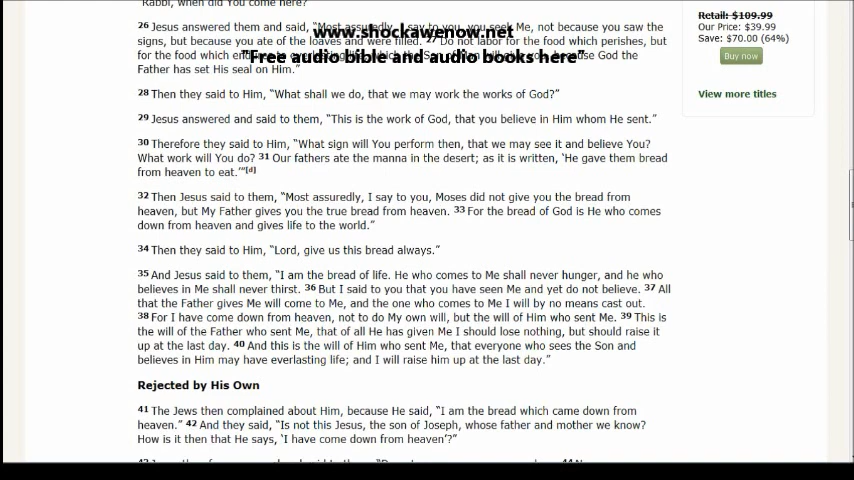 "Rabbi, when did You come here?"
26 Jesus answered them and said, “Most assuredly, I say to you, you seek Me, not because you saw the
www.shockawenow.net
signs, but because you ate of the loaves and were filled. 27 Do not labor for the food which perishes, but
for the food which endures to everlasting life, which the Son of Man will give you, because God the
"Free audio bible and audio books here"
Father has set His seal on Him.”
28 Then they said to Him, “What shall we do, that we may work the works of God?”
29 Jesus answered and said to them, “This is the work of God, that you believe in Him whom He sent.”
30 Therefore they said to Him, “What sign will You perform then, that we may see it and believe You?
What work will You do? 31 Our fathers ate the manna in the desert; as it is written, ‘He gave them bread
from heaven to eat.’”[d]
32 Then Jesus said to them, “Most assuredly, I say to you, Moses did not give you the bread from
heaven, but My Father gives you the true bread from heaven. 33 For the bread of God is He who comes
down from heaven and gives life to the world.”
34 Then they said to Him, “Lord, give us this bread always.”
35 And Jesus said to them, “I am the bread of life. He who comes to Me shall never hunger, and he who
believes in Me shall never thirst. 36 But I said to you that you have seen Me and yet do not believe. 37 All
that the Father gives Me will come to Me, and the one who comes to Me I will by no means cast out.
38 For I have come down from heaven, not to do My own will, but the will of Him who sent Me. 39 This is
the will of the Father who sent Me, that of all He has given Me I should lose nothing, but should raise it
up at the last day. 40 And this is the will of Him who sent Me, that everyone who sees the Son and
believes in Him may have everlasting life; and I will raise him up at the last day.”
Rejected by His Own
41 The Jews then complained about Him, because He said, “I am the bread which came down from
heaven.” 42 And they said, “Is not this Jesus, the son of Joseph, whose father and mother we know?
How is it then that He says, ‘I have come down from heaven’?”
Retail: $109.99
Our Price: $39.99
Save: $70.00 (64%)
Buy now
View more titles